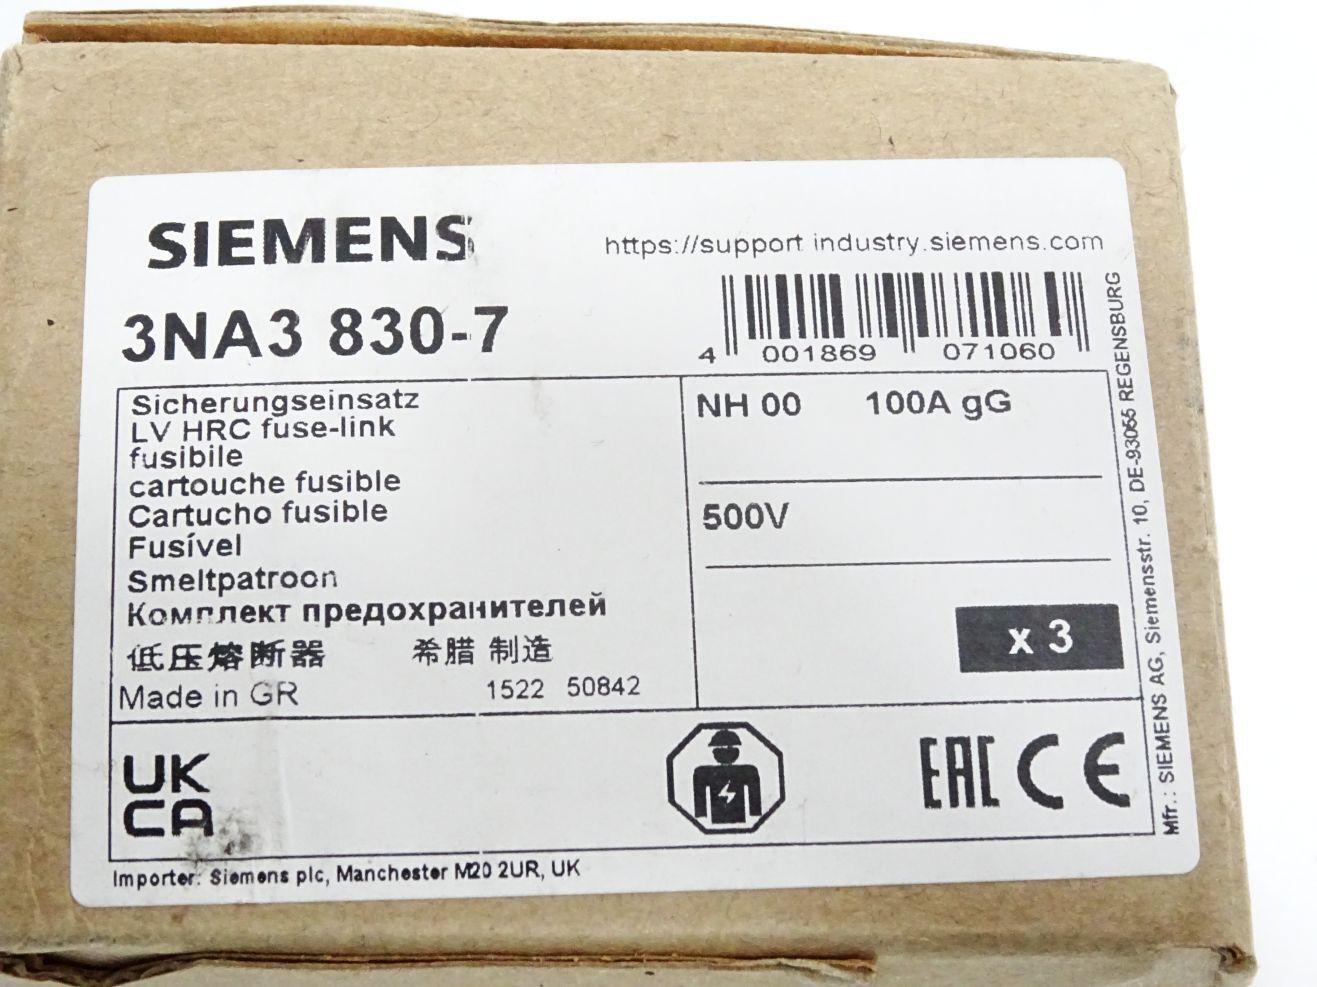 SIEMENS
https://support.industry.siemens.com
3NA3 830-7
4 001869 071060
Sicherungseinsatz
LV HRC fuse-link
fusibile
cartouche fusible
Cartucho fusible
Fusível
Smeltpatroon
Комплект предохранителей
低压熔断器 希腊 制造
Made in GR 1522 50842
NH 00 100A gG
500V
x 3
UK
CA
EAC CE
Importer: Siemens plc, Manchester M20 2UR, UK
Mfr.: SIEMENS AG, Siemensstr. 10, DE-93055 REGENSBURG